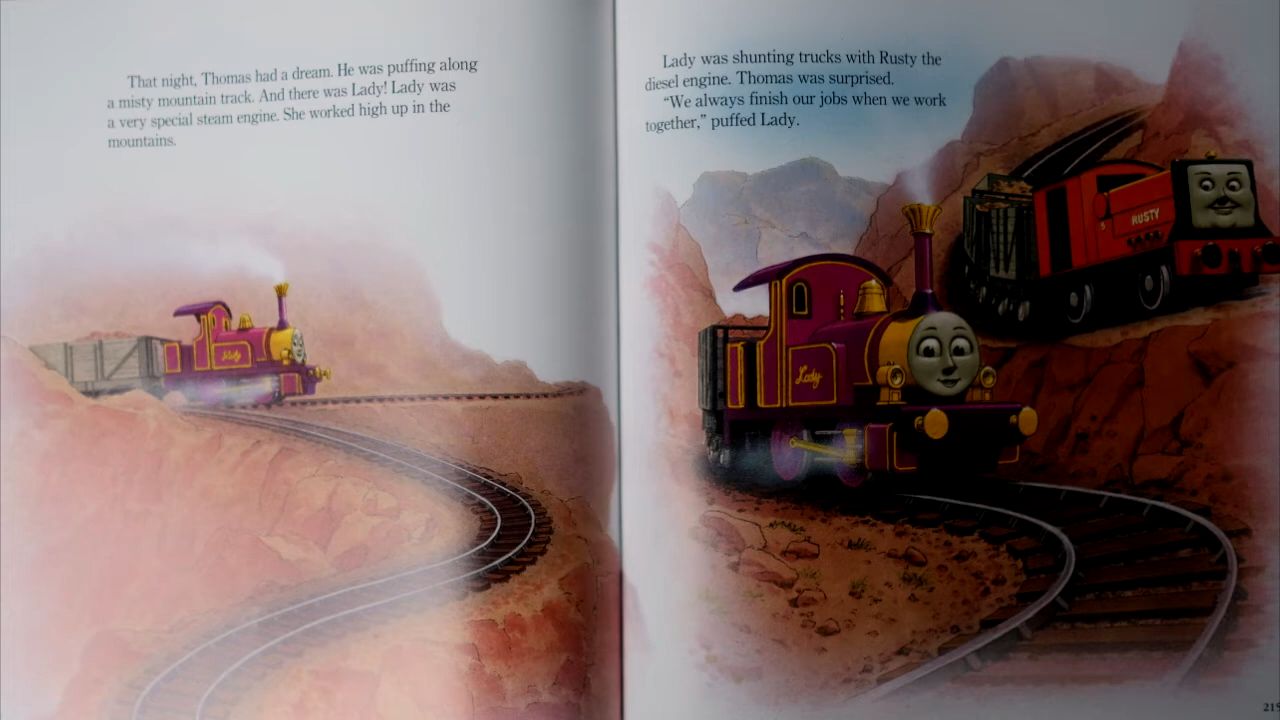 That night, Thomas had a dream. He was puffing along
a misty mountain track. And there was Lady! Lady was
a very special steam engine. She worked high up in the
mountains.
Lady
Lady was shunting trucks with Rusty the
diesel engine. Thomas was surprised.
“We always finish our jobs when we work
together,” puffed Lady.
RUSTY
5
Lady